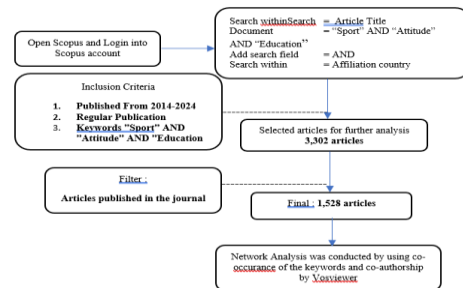 Search withinSearch = Article Title
Document = "Sport" AND "Attitude"
AND "Education"
Add search field = AND
Search within = Affiliation country
Open Scopus and Login into
Scopus account
Inclusion Criteria
1. Published From 2014-2024
2. Regular Publication
3. Keywords "Sport" AND
"Attitude" AND "Education
Selected articles for further analysis
3,302 articles
Filter :
Articles published in the journal
Final : 1,528 articles
Network Analysis was conducted by using co-
occurance of the keywords and co-authorship
by Vosviewer